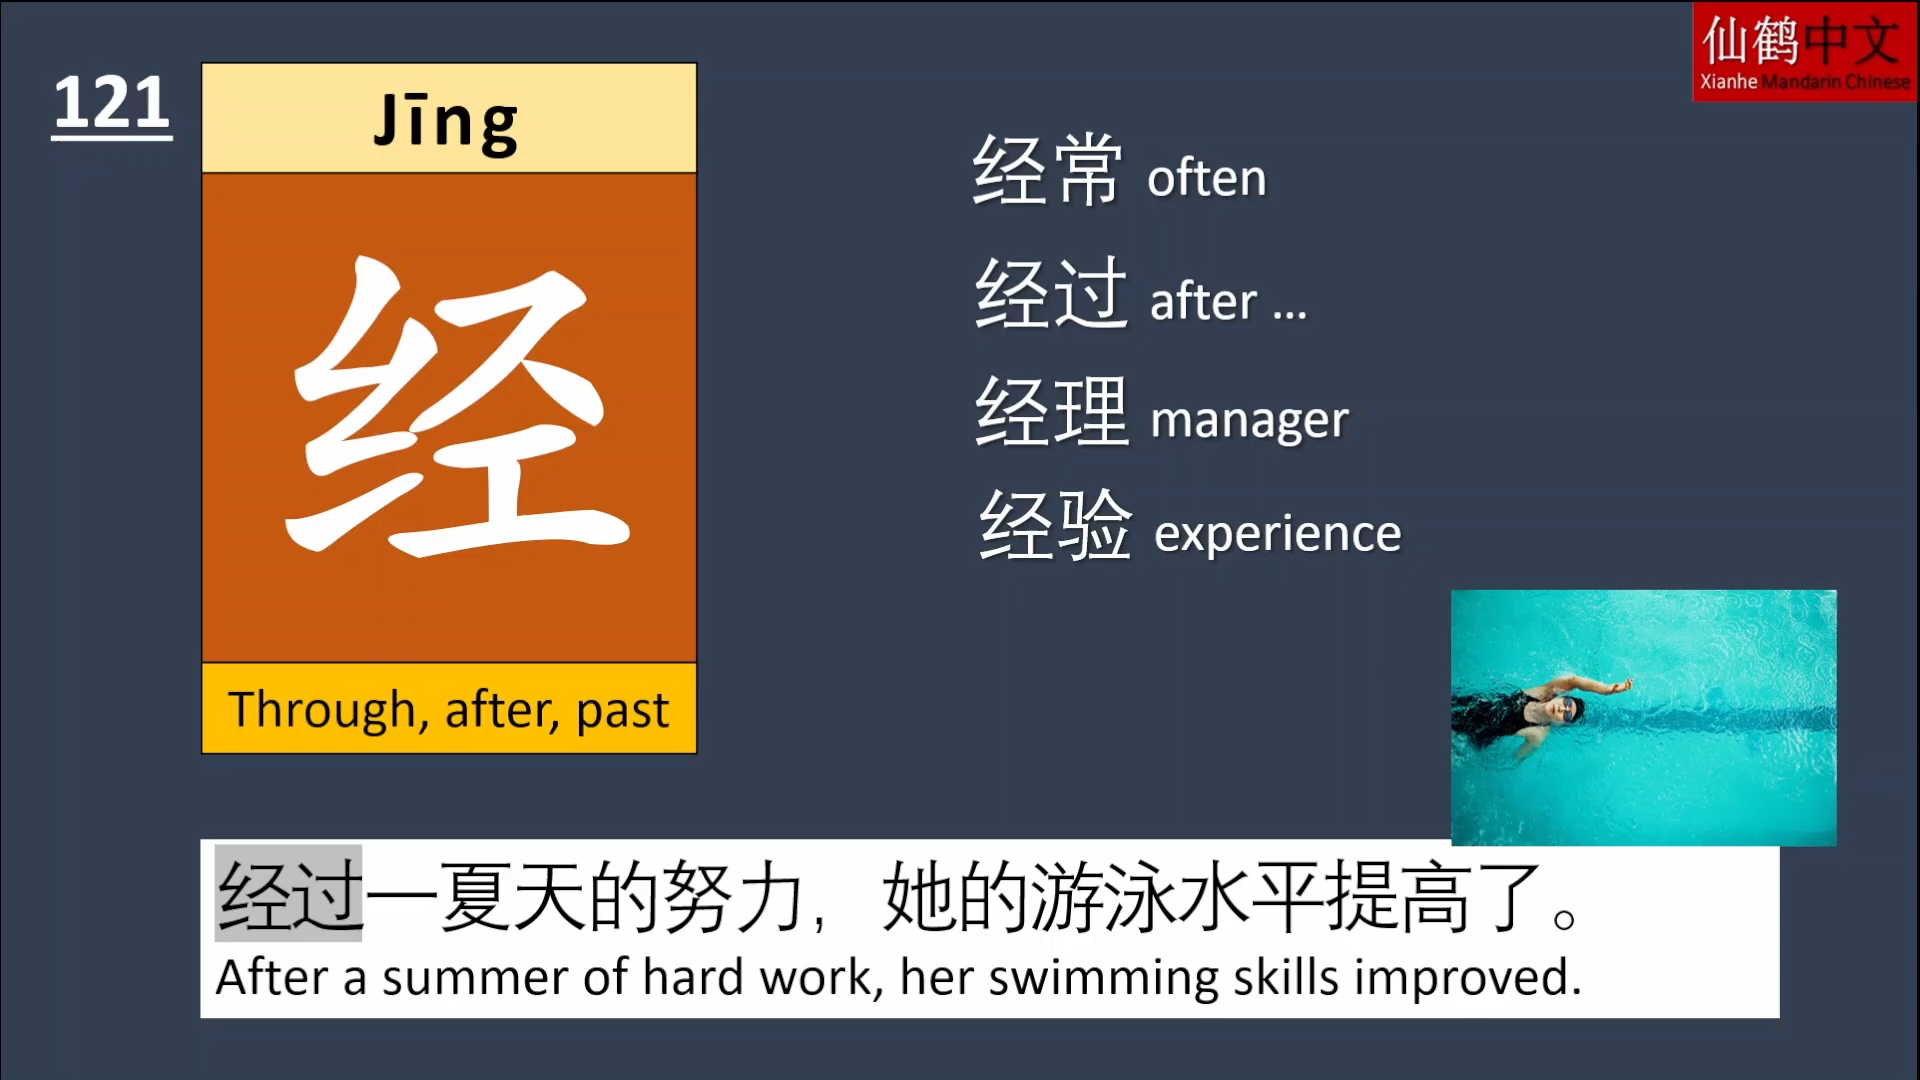 仙鹤中文
Xianhe Mandarin Chinese
121
Jīng
经
Through, after, past
经常 often
经过 after ...
经理 manager
经验 experience
经过一夏天的努力，她的游泳水平提高了。
After a summer of hard work, her swimming skills improved.